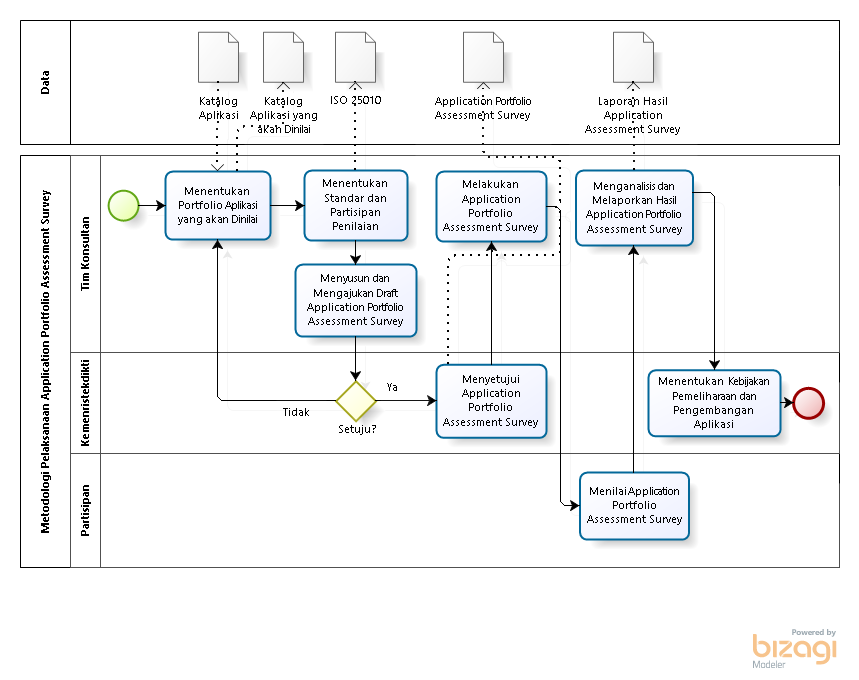 Data
Katalog
Aplikasi
Katalog
Aplikasi yang
akan Dinilai
ISO 25010
Application Portfolio
Assessment Survey
Laporan Hasil
Application
Assessment Survey
Metodologi Pelaksanaan Application Portfolio Assessment Survey
Tim Konsultan
Menentukan
Portfolio Aplikasi
yang akan Dinilai
Menentukan
Standar dan
Partisipan
Penilaian
Melakukan
Application
Portfolio
Assessment Survey
Menganalisis dan
Melaporkan Hasil
Application Portfolio
Assessment Survey
Menyusun dan
Mengajukan Draft
Application Portfolio
Assessment Survey
Kemenristekdikti
Tidak
Setuju?
Ya
Menyetujui
Application
Portfolio
Assessment Survey
Menentukan Kebijakan
Pemeliharaan dan
Pengembangan
Aplikasi
Partisipan
Menilai Application
Portfolio
Assessment Survey
Powered by
bizagi
Modeler